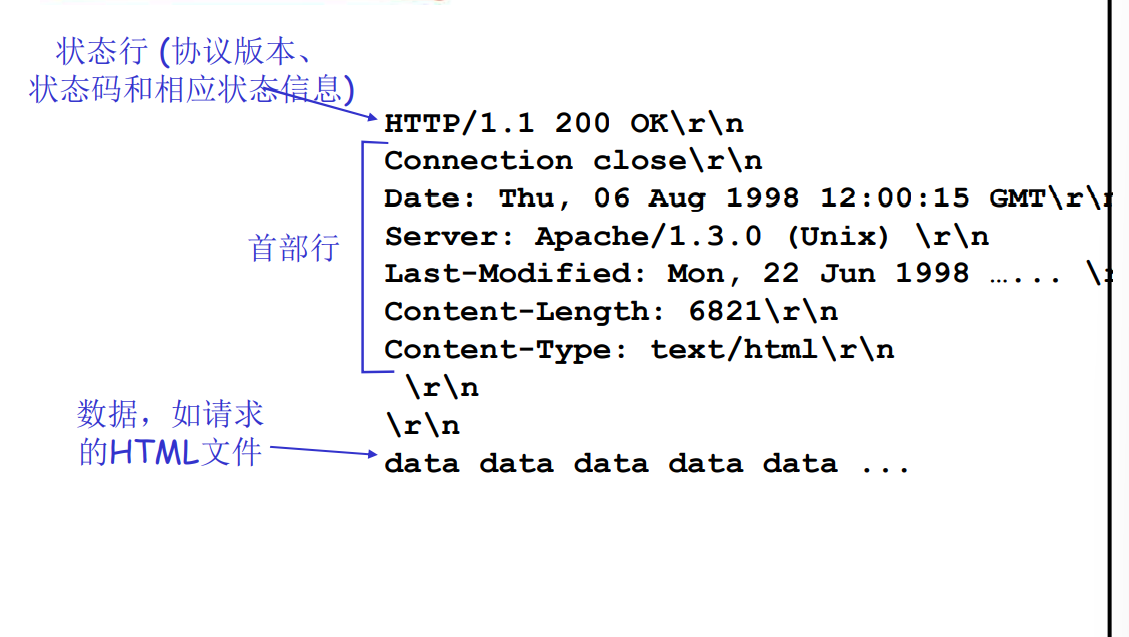 状态行 (协议版本、
状态码和相应状态信息)
HTTP/1.1 200 OK\r\n
Connection close\r\n
Date: Thu, 06 Aug 1998 12:00:15 GMT\r\n
Server: Apache/1.3.0 (Unix) \r\n
首部行
Last-Modified: Mon, 22 Jun 1998 …... \r
Content-Length: 6821\r\n
Content-Type: text/html\r\n
\r\n
数据，如请求
的HTML文件
\r\n
data data data data data ...